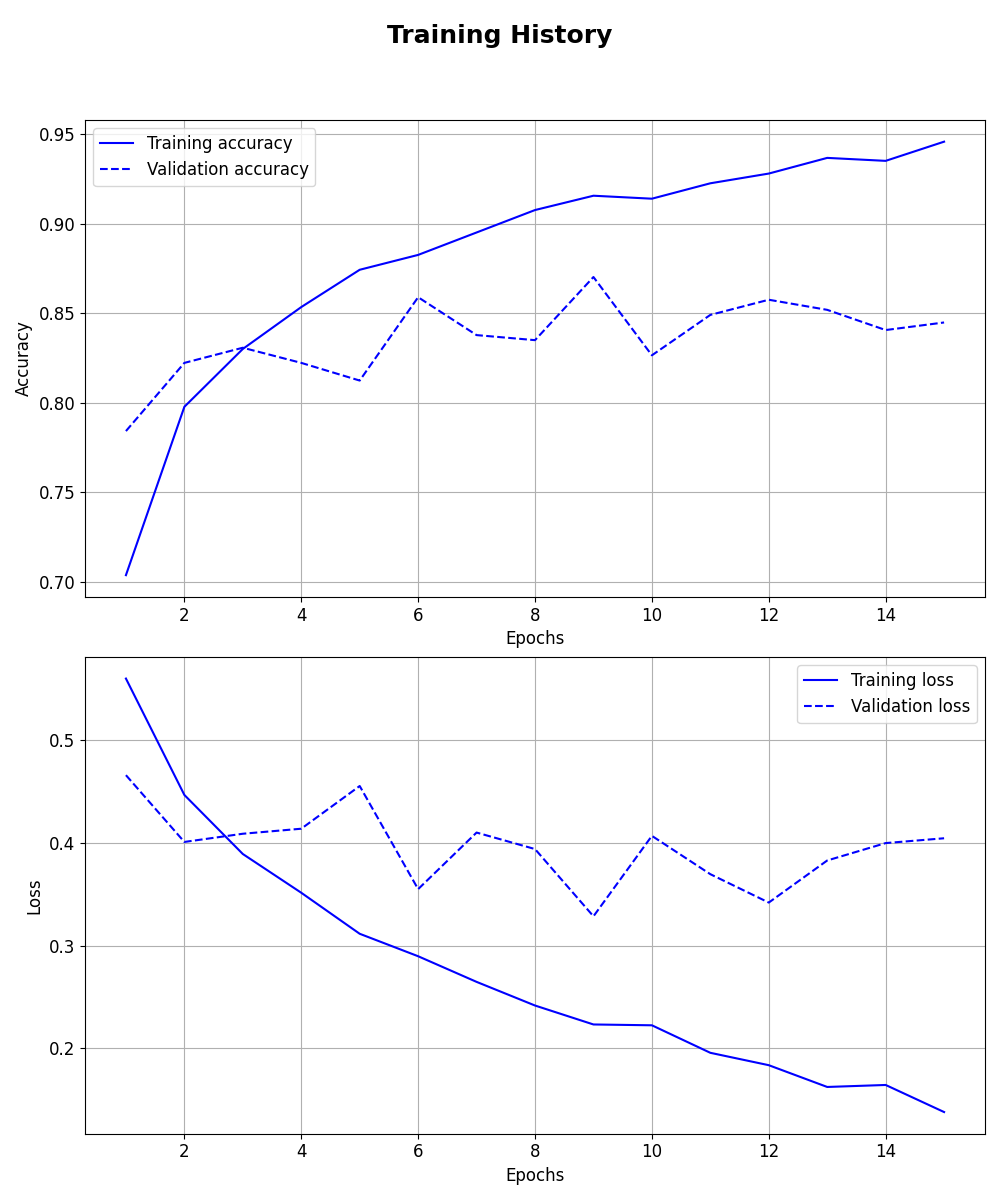 Training History
Training accuracy
Validation accuracy
0.95
0.90
0.85
0.80
0.75
0.70
Accuracy
2 4 6 8 10 12 14
Epochs
Training loss
Validation loss
0.5
0.4
0.3
0.2
Loss
2 4 6 8 10 12 14
Epochs